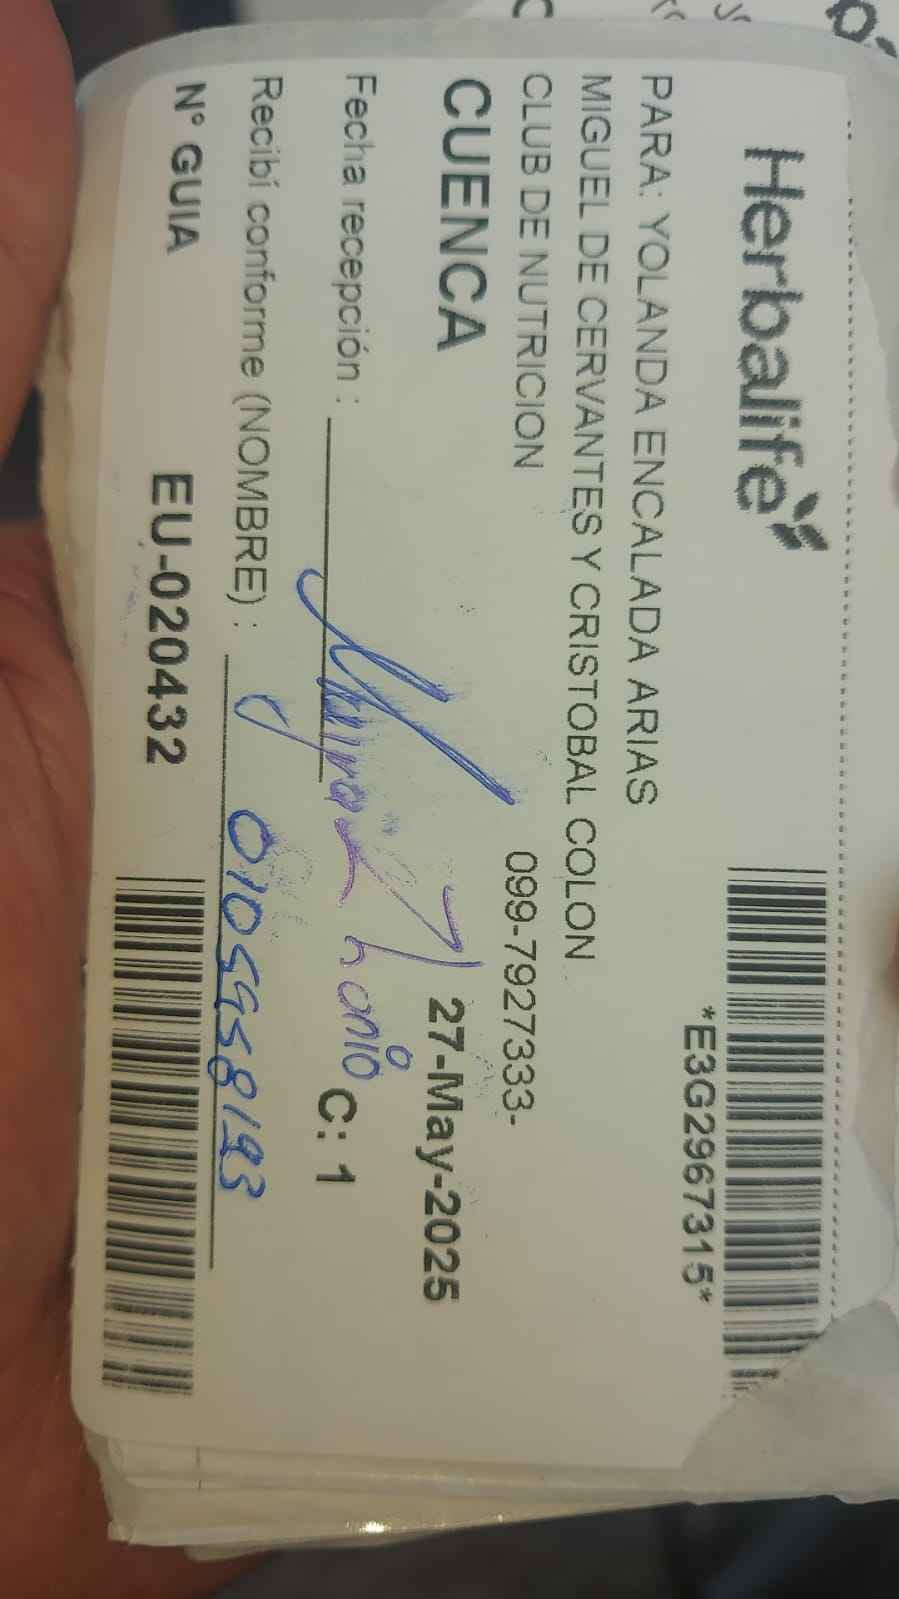 Herbalife
*E3G2967315*
PARA: YOLANDA ENCALADA ARIAS
MIGUEL DE CERVANTES Y CRISTOBAL COLON
CLUB DE NUTRICION
099-7927333-
CUENCA
27-May-2025
Fecha recepción :
C: 1
Recibí conforme (NOMBRE) :
Nº GUIA
EU-020432